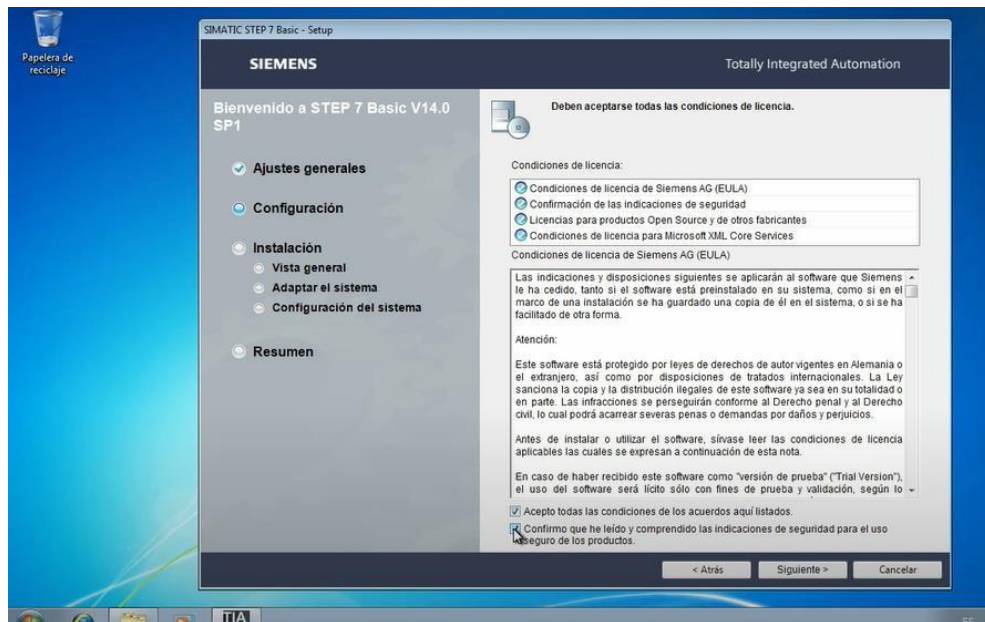 Papelera de
reciclaje
SIMATIC STEP 7 Basic - Setup
SIEMENS
Totally Integrated Automation
Bienvenido a STEP 7 Basic V14.0
SP1
Ajustes generales
Configuración
Instalación
Vista general
Adaptar el sistema
Configuración del sistema
Resumen
Deben aceptarse todas las condiciones de licencia.
Condiciones de licencia:
Condiciones de licencia de Siemens AG (EULA)
Confirmación de las indicaciones de seguridad
Licencias para productos Open Source y de otros fabricantes
Condiciones de licencia para Microsoft XML Core Services
Condiciones de licencia de Siemens AG (EULA)
Las indicaciones y disposiciones siguientes se aplicarán al software que Siemens
le ha cedido, tanto si el software está preinstalado en su sistema, como si en el
marco de una instalación se ha guardado una copia de él en el sistema, o si se ha
facilitado de otra forma.
Atención:
Este software está protegido por leyes de derechos de autor vigentes en Alemania o
el extranjero, así como por disposiciones de tratados internacionales. La Ley
sanciona la copia y la distribución ilegales de este software ya sea en su totalidad o
en parte. Las infracciones se perseguirán conforme al Derecho penal y al Derecho
civil, lo cual podrá acarrear severas penas o demandas por daños y perjuicios.
Antes de instalar o utilizar el software, sírvase leer las condiciones de licencia
aplicables las cuales se expresan a continuación de esta nota.
En caso de haber recibido este software como "versión de prueba" ("Trial Version"),
el uso del software será lícito sólo con fines de prueba y validación, según lo
Acepto todas las condiciones de los acuerdos aquí listados.
Confirmo que he leído y comprendido las indicaciones de seguridad para el uso
seguro de los productos.
< Atrás
Siguiente >
Cancelar
TIA